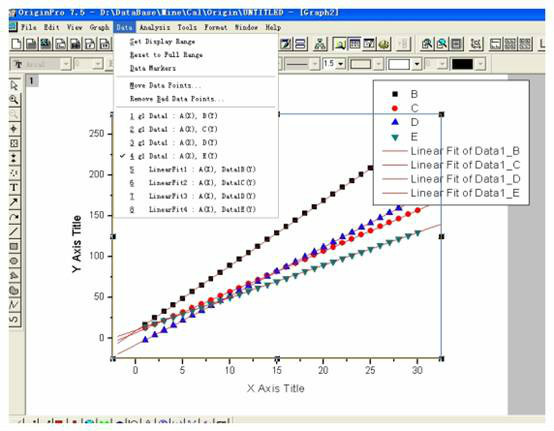 OriginPro 7.5 - D:\DataBase\Mine\Cal\Origin\UNTITLED - [Graph2]
File Edit View Graph Data Analysis Tools Format Window Help
Set Display Range
Reset to Full Range
Data Markers
Move Data Points...
Remove Bad Data Points...
1 g1 Data1 : A(X), B(Y)
2 g1 Data1 : A(X), C(Y)
3 g1 Data1 : A(X), D(Y)
✓ 4 g1 Data1 : A(X), E(Y)
5 LinearFit1 : A(X), Data1B(Y)
6 LinearFit2 : A(X), Data1C(Y)
7 LinearFit3 : A(X), Data1D(Y)
8 LinearFit4 : A(X), Data1E(Y)
Arial
1.5
0
1
B
C
D
E
Linear Fit of Data1_B
Linear Fit of Data1_C
Linear Fit of Data1_D
Linear Fit of Data1_E
250
200
150
100
50
0
Y Axis Title
0 5 10 15 20 25 30
X Axis Title